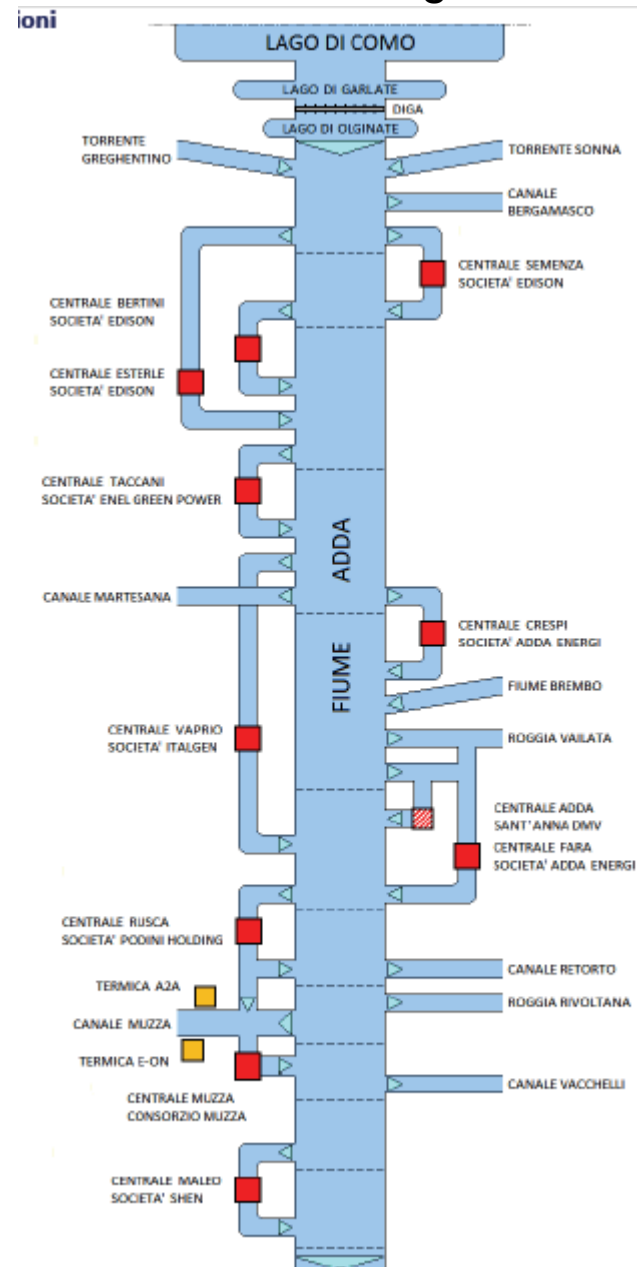 ioni
LAGO DI COMO
LAGO DI GARLATE
DIGA
LAGO DI OLGINATE
TORRENTE
GREGHENTINO
TORRENTE SONNA
CANALE
BERGAMASCO
CENTRALE SEMENZA
SOCIETA' EDISON
CENTRALE BERTINI
SOCIETA' EDISON
CENTRALE ESTERLE
SOCIETA' EDISON
CENTRALE TACCANI
SOCIETA' ENEL GREEN POWER
FIUME ADDA
CANALE MARTESANA
CENTRALE CRESPI
SOCIETA' ADDA ENERGI
FIUME BREMBO
CENTRALE VAPRIO
SOCIETA' ITALGEN
ROGGIA VAILATA
CENTRALE ADDA
SANT'ANNA DMV
CENTRALE FARA
SOCIETA' ADDA ENERGI
CENTRALE RUSCA
SOCIETA' PODINI HOLDING
CANALE RETORTO
TERMICA A2A
ROGGIA RIVOLTANA
CANALE MUZZA
TERMICA E-ON
CANALE VACCHELLI
CENTRALE MUZZA
CONSORZIO MUZZA
CENTRALE MALEO
SOCIETA' SHEN